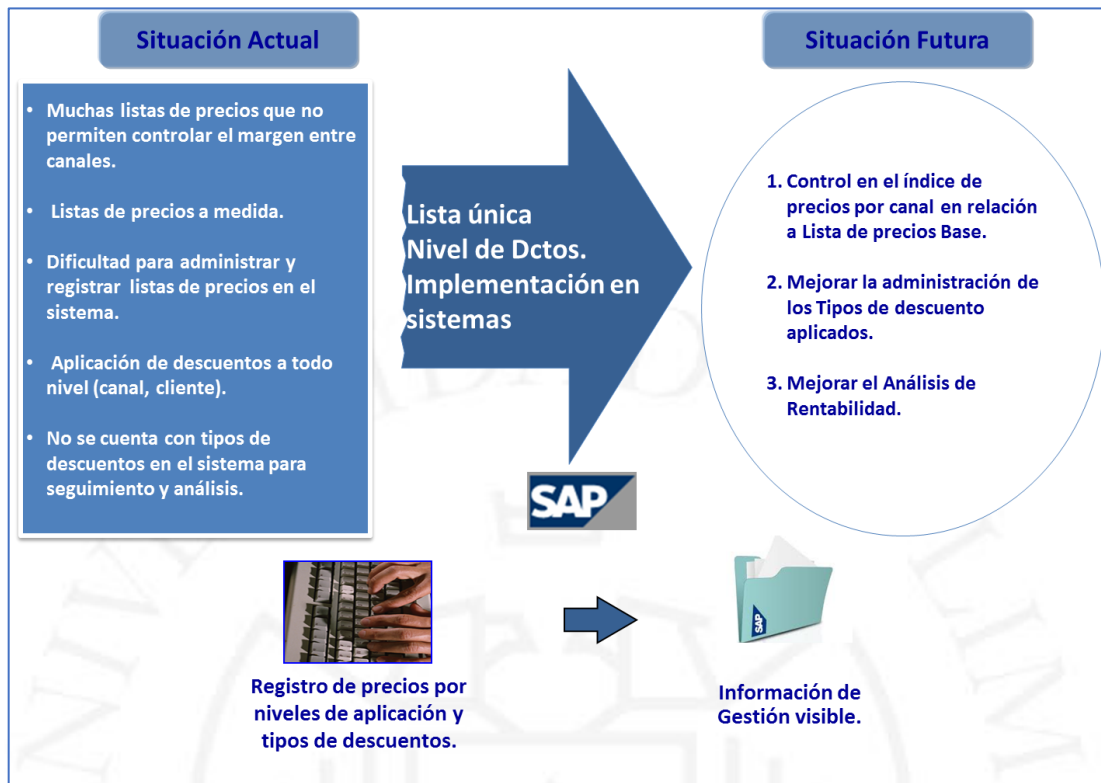 Situación Actual
Situación Futura
• Muchas listas de precios que no
permiten controlar el margen entre
canales.
• Listas de precios a medida.
• Dificultad para administrar y
registrar listas de precios en el
sistema.
• Aplicación de descuentos a todo
nivel (canal, cliente).
• No se cuenta con tipos de
descuentos en el sistema para
seguimiento y análisis.
Lista única
Nivel de Dctos.
Implementación en
sistemas
1. Control en el índice de
precios por canal en relación
a Lista de precios Base.
2. Mejorar la administración de
los Tipos de descuento
aplicados.
3. Mejorar el Análisis de
Rentabilidad.
SAP
SAP
Registro de precios por
niveles de aplicación y
tipos de descuentos.
Información de
Gestión visible.